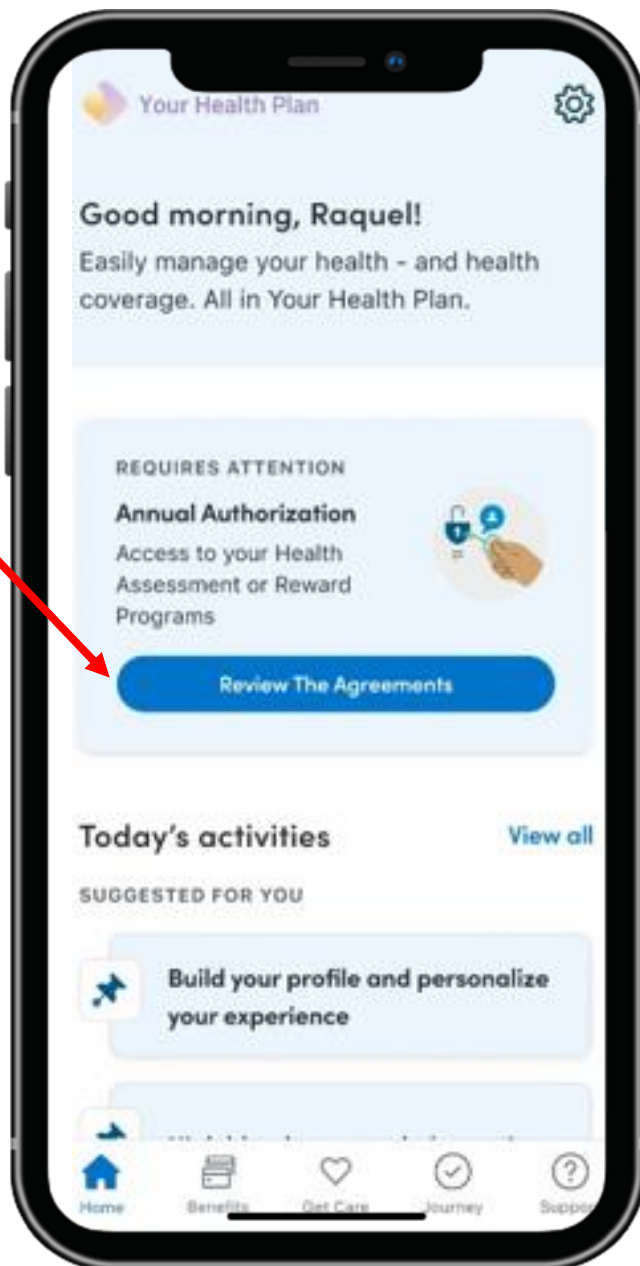 Your Health Plan
Good morning, Raquel!
Easily manage your health - and health
coverage. All in Your Health Plan.
REQUIRES ATTENTION
Annual Authorization
Access to your Health
Assessment or Reward
Programs
Review The Agreements
Today's activities
View all
SUGGESTED FOR YOU
Build your profile and personalize
your experience
Home
Benefits
Get Care
Journey
Suppor